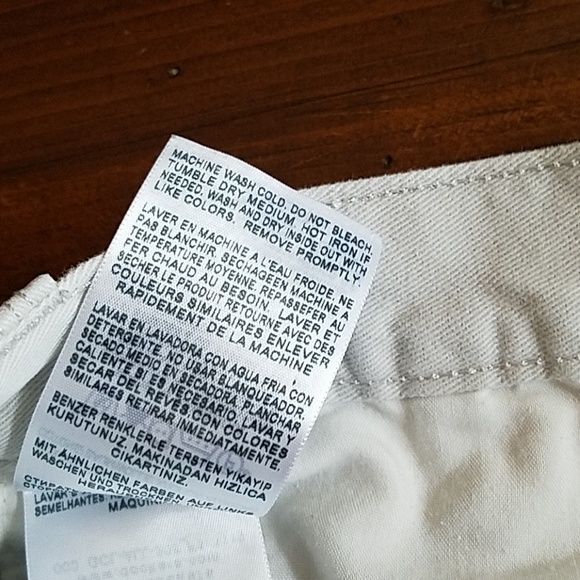 MACHINE WASH COLD. DO NOT BLEACH
TUMBLE DRY MEDIUM. HOT IRON IF
NEEDED. WASH AND DRY INSIDE OUT WITH
LIKE COLORS. REMOVE PROMPTLY.
LAVER EN MACHINE A L'EAU FROIDE. NE
PAS BLANCHIR. SECHAGEEN MACHINE A
TEMPERATURE MOYENNE. REPASSEFER AU
FER CHAUD AU BESOIN. LAVER ET
SECHER LE PRODUIT RETOURNE AVEC DES
COULEURS SIMILAIRES ENLEVER
RAPIDEMENT DE LA MACHINE
LAVAR EN LAVADORA CON AGUA FRIA CON
DETERGENTE. NO USAR BLANQUEADOR.
SECADO MEDIO EN SECADORA. PLANCHAR
CALIENTE SI ES NECESARIO. LAVAR Y
SECAR DEL REVES CON COLORES
SIMILARES RETIRAR INMEDIATAMENTE.
BENZER RENKLERLE TERSTEN YIKAYIP
KURUTUNUZ. MAKINADAN HIZLICA
CIKARTINIZ.
MIT ÄHNLICHEN FARBEN AUF LINKS
WASCHEN UND TROCKNEN
LAVAR
SEMELHANTES